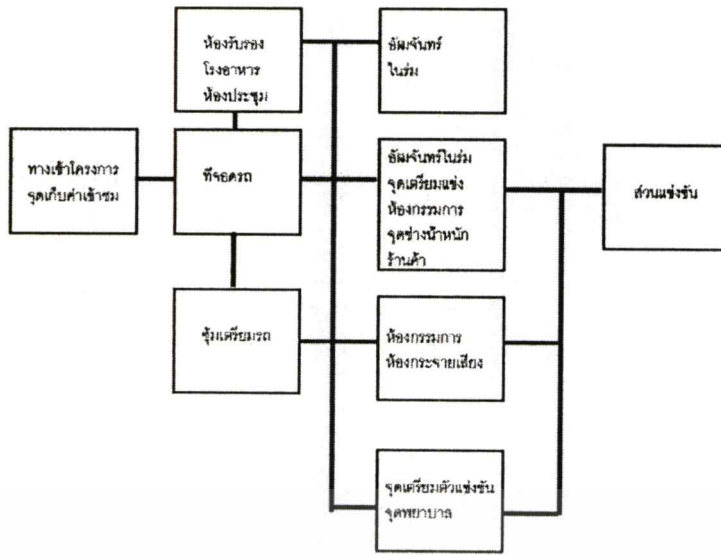 ห้องรับรอง
โรงอาหาร
ห้องประชุม
อัฒจันทร์
ในร่ม
ทางเข้าโครงการ
จุดเก็บค่าเข้าชม
ที่จอดรถ
อัฒจันทร์ในร่ม
จุดเตรียมแข่ง
ห้องกรรมการ
จุดชั่งน้ำหนัก
ร้านค้า
ส่วนแข่งขัน
ซุ้มเตรียมรถ
ห้องกรรมการ
ห้องกระจายเสียง
จุดเตรียมตัวแข่งขัน
จุดพยาบาล